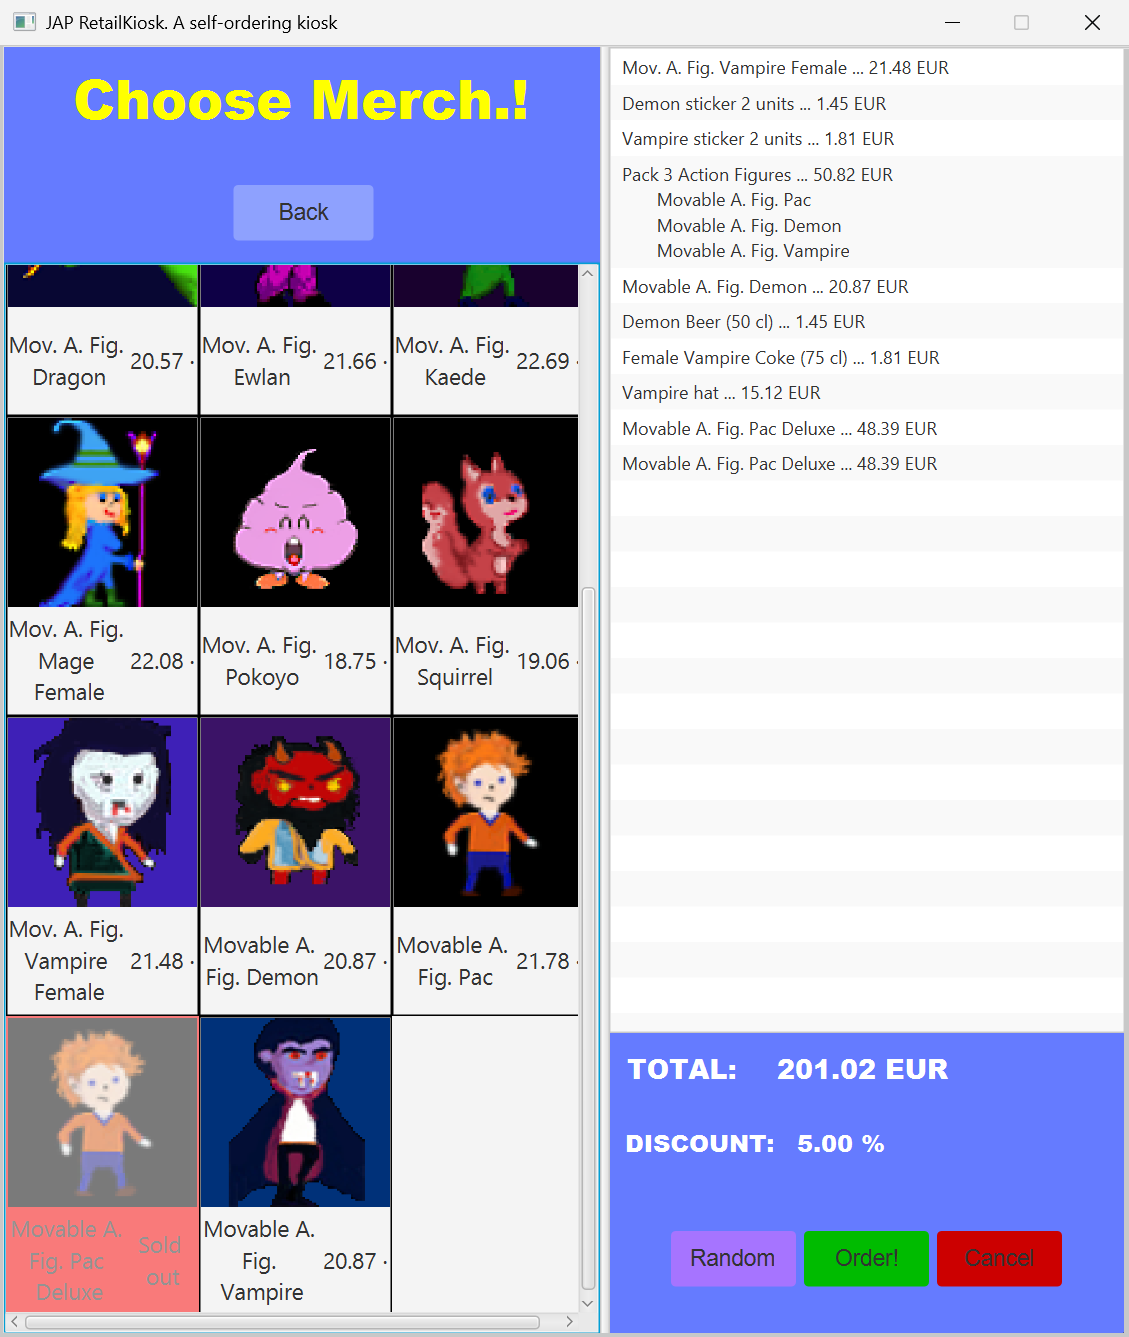 JAP RetailKiosk. A self-ordering kiosk
Choose Merch.!
Back
Mov. A. Fig.
Dragon
20.57
Mov. A. Fig.
Ewlan
21.66
Mov. A. Fig.
Kaede
22.69
Mov. A. Fig.
Mage
Female
22.08
Mov. A. Fig.
Pokoyo
18.75
Mov. A. Fig.
Squirrel
19.06
Mov. A. Fig.
Vampire
Female
21.48
Movable A.
Fig. Demon
20.87
Movable A.
Fig. Pac
21.78
Movable A.
Fig. Pac
Deluxe
Sold
out
Movable A.
Fig.
Vampire
20.87
Mov. A. Fig. Vampire Female ... 21.48 EUR
Demon sticker 2 units ... 1.45 EUR
Vampire sticker 2 units ... 1.81 EUR
Pack 3 Action Figures ... 50.82 EUR
Movable A. Fig. Pac
Movable A. Fig. Demon
Movable A. Fig. Vampire
Movable A. Fig. Demon ... 20.87 EUR
Demon Beer (50 cl) ... 1.45 EUR
Female Vampire Coke (75 cl) ... 1.81 EUR
Vampire hat ... 15.12 EUR
Movable A. Fig. Pac Deluxe ... 48.39 EUR
Movable A. Fig. Pac Deluxe ... 48.39 EUR
TOTAL: 201.02 EUR
DISCOUNT: 5.00 %
Random Order! Cancel